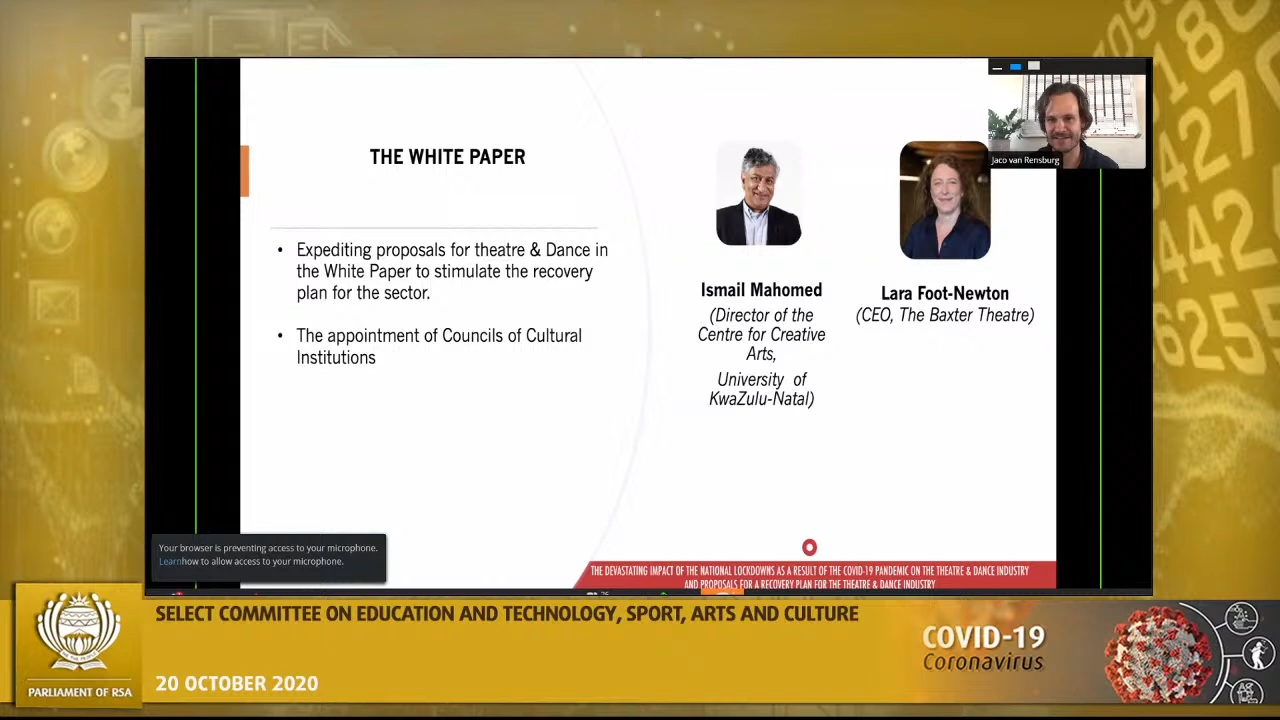 THE WHITE PAPER
• Expediting proposals for theatre & Dance in
the White Paper to stimulate the recovery
plan for the sector.
• The appointment of Councils of Cultural
Institutions
Ismail Mahomed
(Director of the
Centre for Creative
Arts,
University of
KwaZulu-Natal)
Lara Foot-Newton
(CEO, The Baxter Theatre)
Jaco van Rensburg
Your browser is preventing access to your microphone.
Learnhow to allow access to your microphone.
THE DEVASTATING IMPACT OF THE NATIONAL LOCKDOWNS AS A RESULT OF THE COVID-19 PANDEMIC ON THE THEATRE & DANCE INDUSTRY
AND PROPOSALS FOR A RECOVERY PLAN FOR THE THEATRE & DANCE INDUSTRY
SELECT COMMITTEE ON EDUCATION AND TECHNOLOGY, SPORT, ARTS AND CULTURE
20 OCTOBER 2020
PARLIAMENT OF RSA
COVID-19
Coronavirus